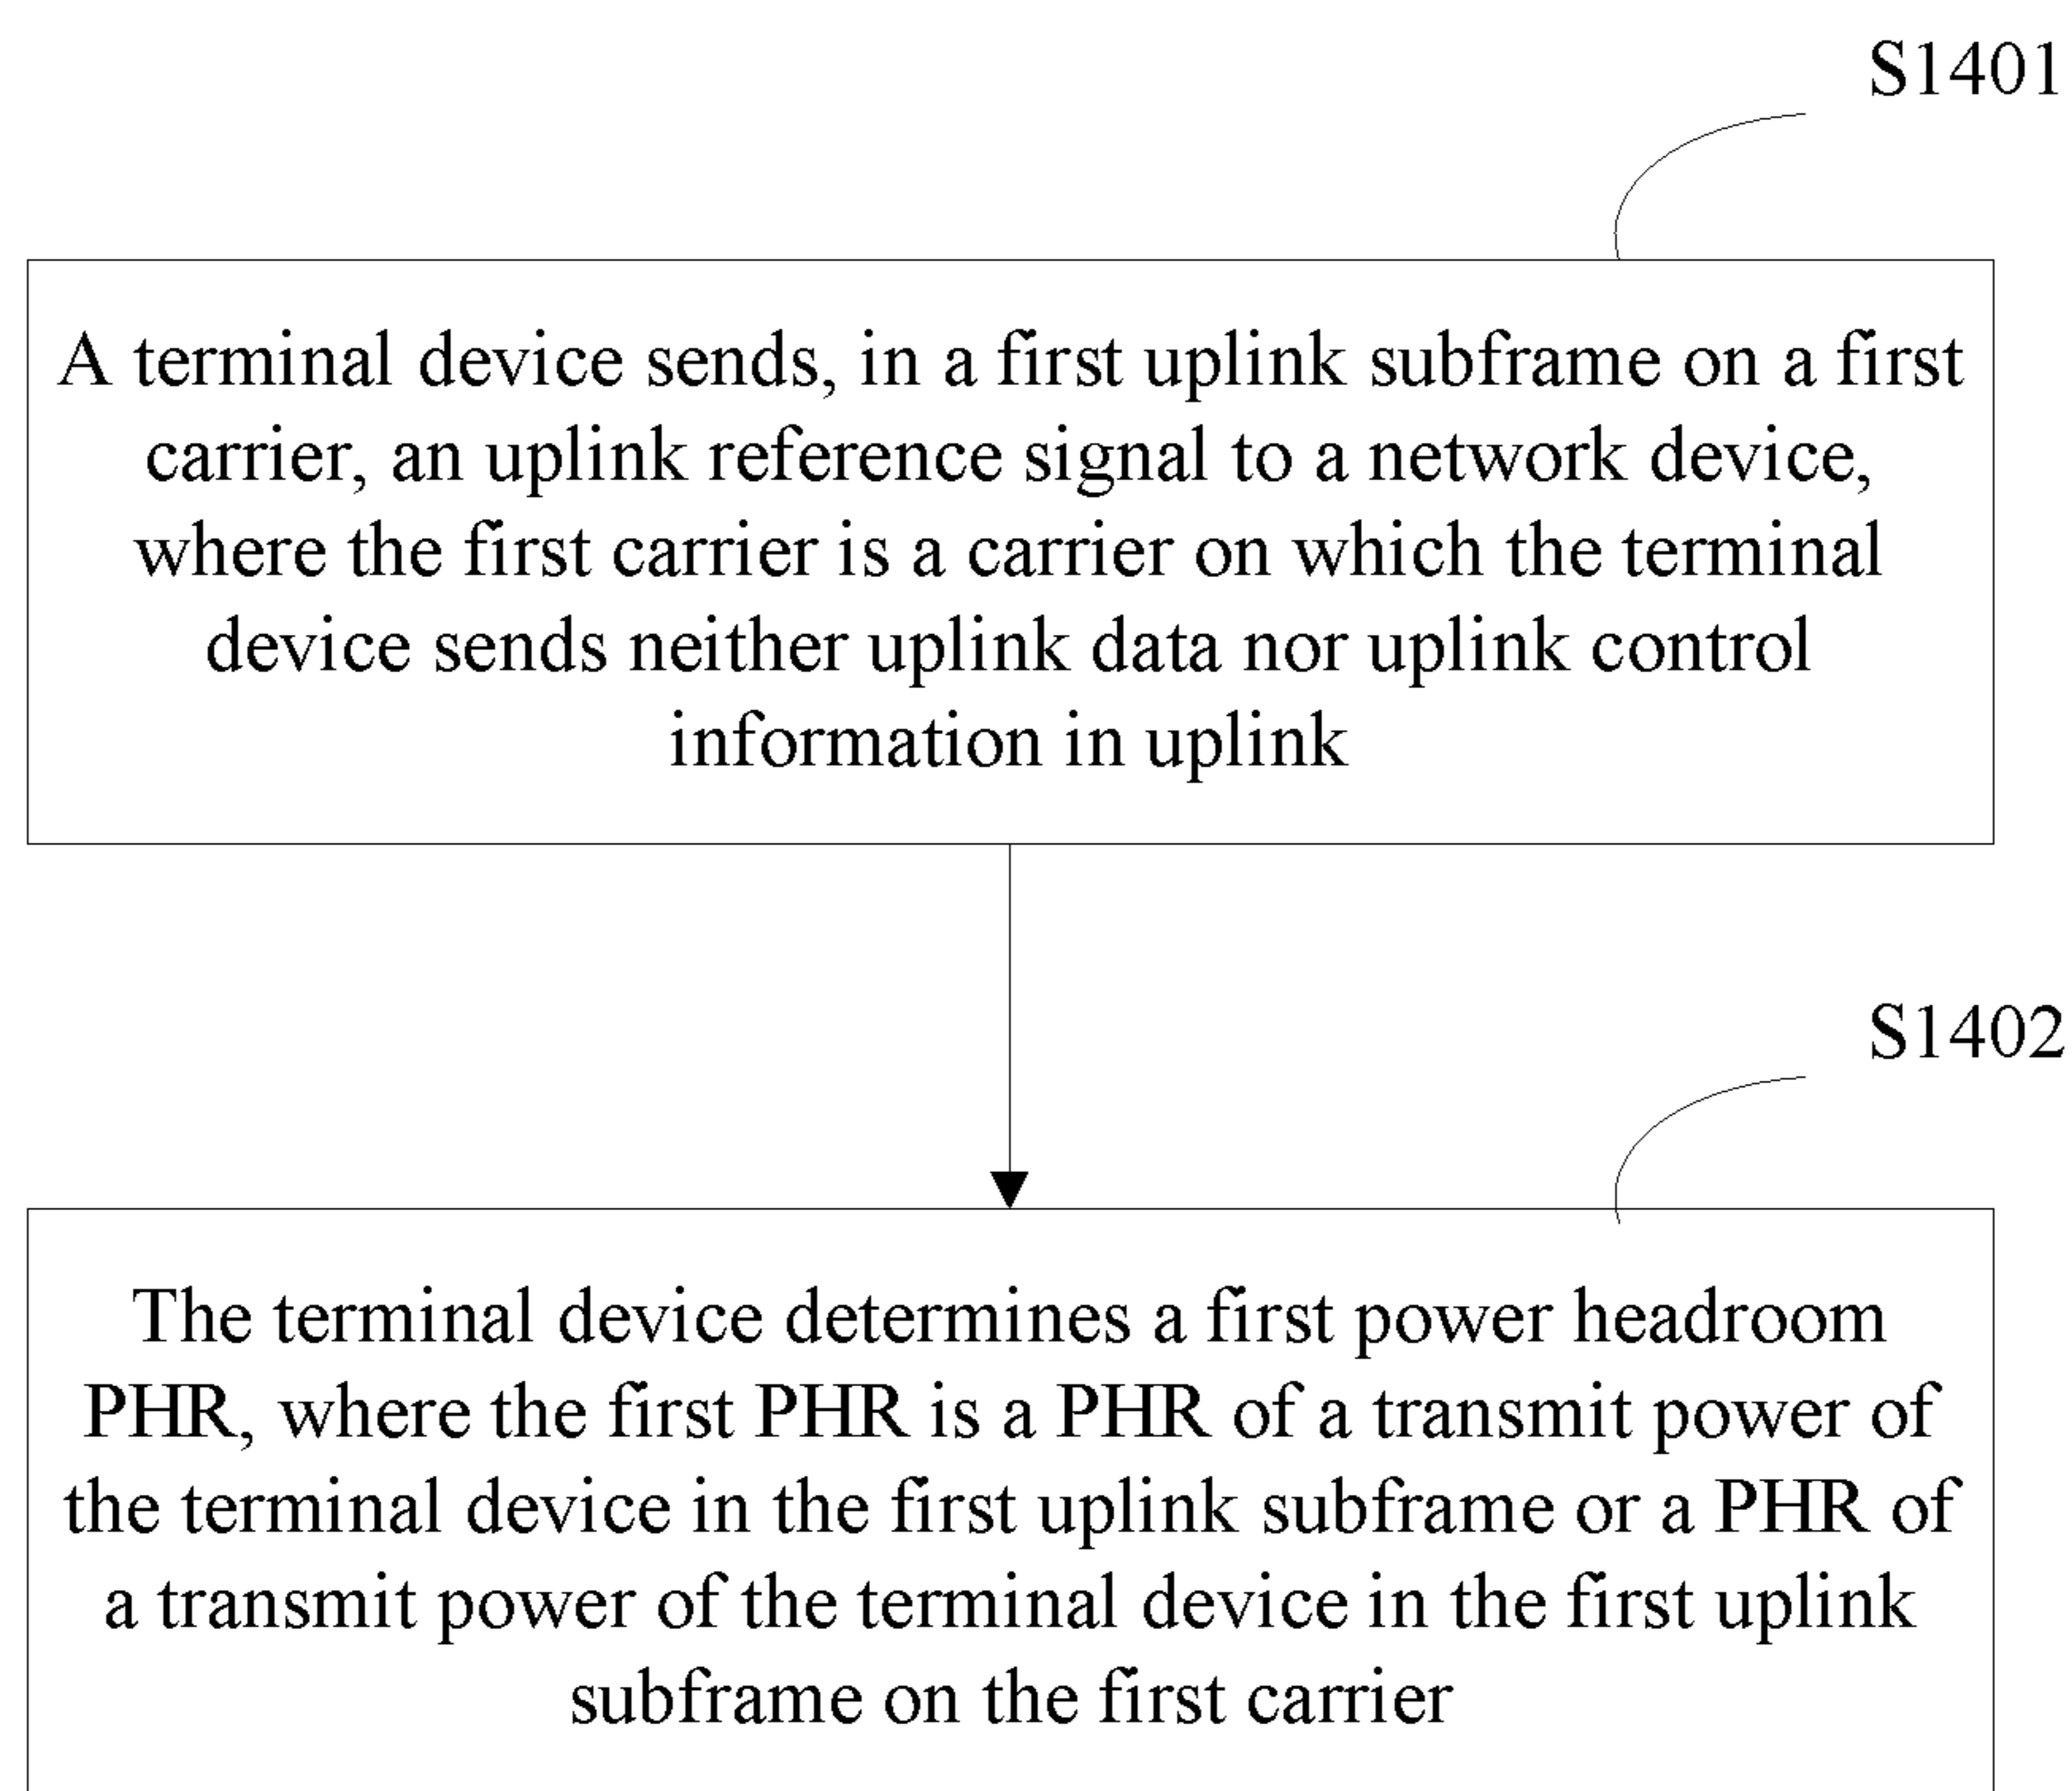 S1401
A terminal device sends, in a first uplink subframe on a first
carrier, an uplink reference signal to a network device,
where the first carrier is a carrier on which the terminal
device sends neither uplink data nor uplink control
information in uplink
S1402
The terminal device determines a first power headroom
PHR, where the first PHR is a PHR of a transmit power of
the terminal device in the first uplink subframe or a PHR of
a transmit power of the terminal device in the first uplink
subframe on the first carrier